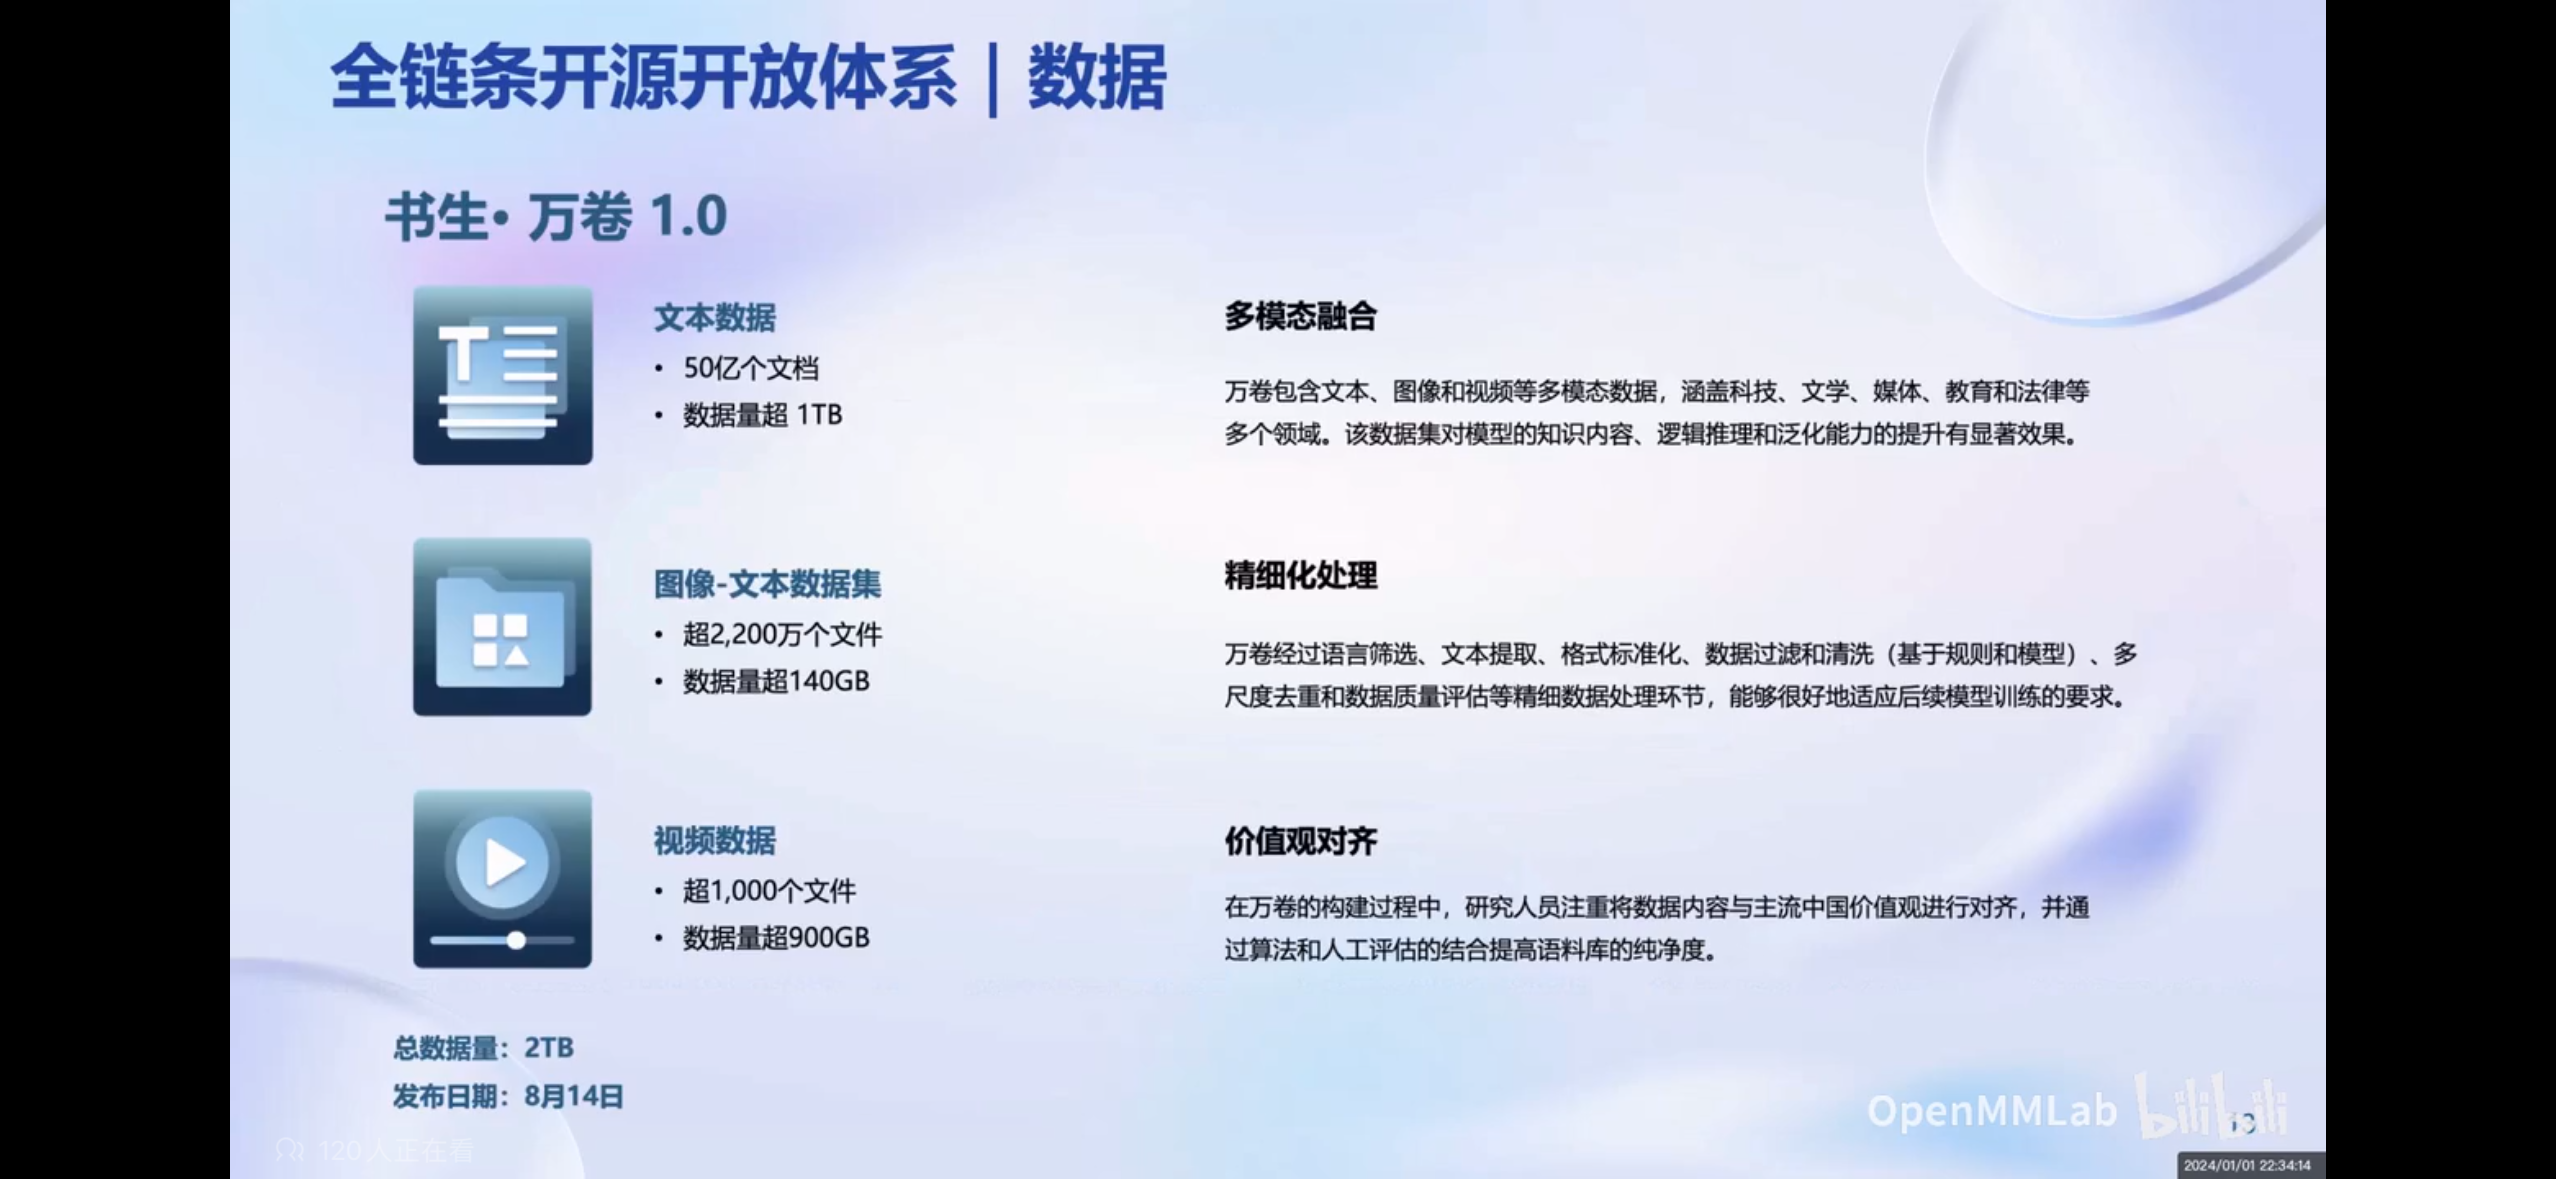 全链条开源开放体系｜数据
书生·万卷 1.0
文本数据
• 50亿个文档
• 数据量超 1TB
多模态融合
万卷包含文本、图像和视频等多模态数据，涵盖科技、文学、媒体、教育和法律等
多个领域。该数据集对模型的知识内容、逻辑推理和泛化能力的提升有显著效果。
图像-文本数据集
• 超2,200万个文件
• 数据量超140GB
精细化处理
万卷经过语言筛选、文本提取、格式标准化、数据过滤和清洗（基于规则和模型）、多
尺度去重和数据质量评估等精细数据处理环节，能够很好地适应后续模型训练的要求。
视频数据
• 超1,000个文件
• 数据量超900GB
价值观对齐
在万卷的构建过程中，研究人员注重将数据内容与主流中国价值观进行对齐，并通
过算法和人工评估的结合提高语料库的纯净度。
总数据量：2TB
发布日期：8月14日
120人正在看
OpenMMLab bilibili
2024/01/01 22:34:14